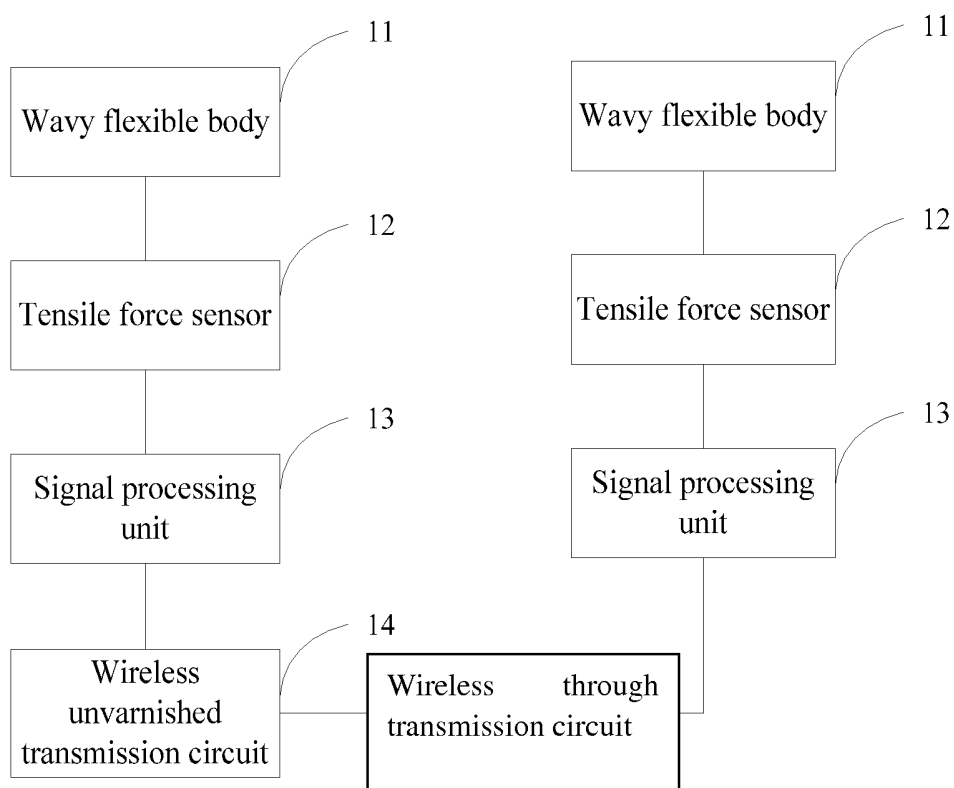 11
Wavy flexible body
12
Tensile force sensor
13
Signal processing
unit
14
Wireless
unvarnished
transmission circuit
11
Wavy flexible body
12
Tensile force sensor
13
Signal processing
unit
Wireless through
transmission circuit